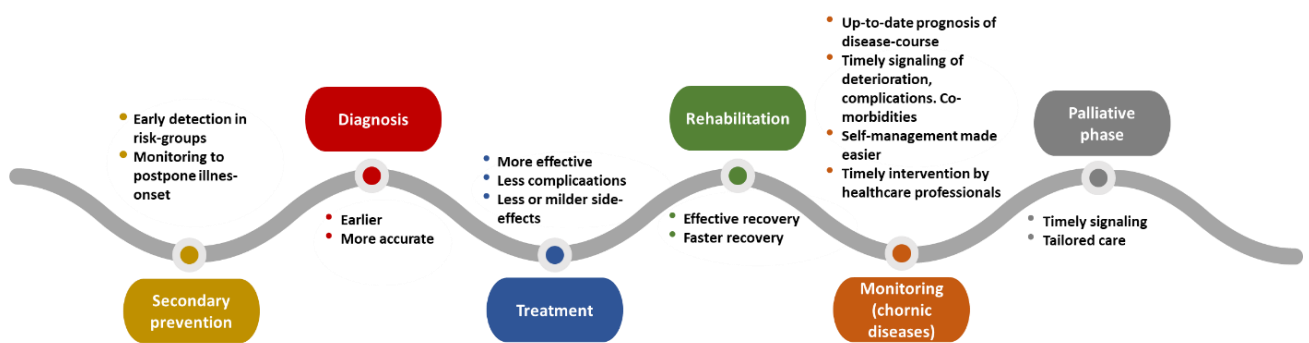 Early detection in
risk-groups
Monitoring to
postpone illnes-
onset
Secondary
prevention
Diagnosis
Earlier
More accurate
More effective
Less complicaations
Less or milder side-
effects
Treatment
Rehabilitation
Effective recovery
Faster recovery
Up-to-date prognosis of
disease-course
Timely signaling of
deterioration,
complications. Co-
morbidities
Self-management made
easier
Timely intervention by
healthcare professionals
Monitoring
(chornic
diseases)
Palliative
phase
Timely signaling
Tailored care